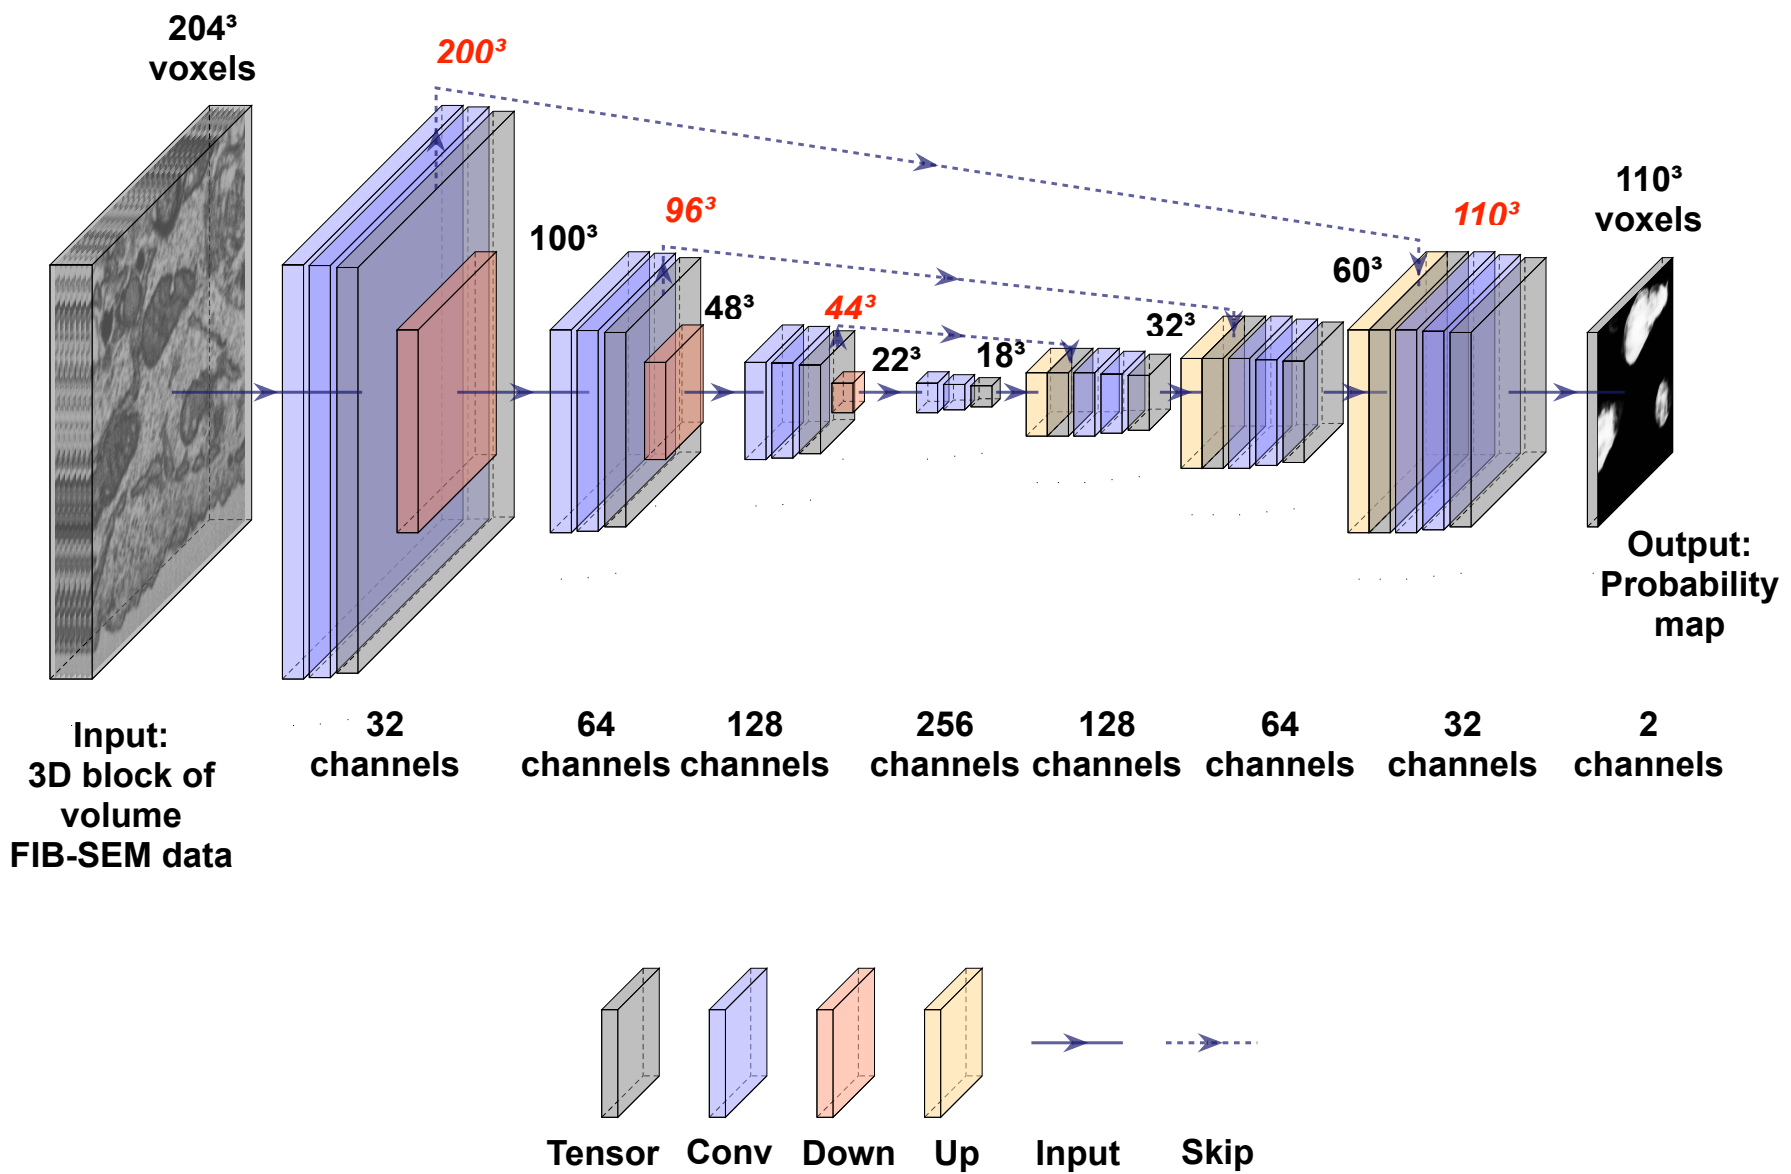 204³
voxels
200³
110³
voxels
96³
110³
100³
60³
48³
44³
32³
22³
18³
Output:
Probability
map
Input:
3D block of
volume
FIB-SEM data
32
channels
64
channels
128
channels
256
channels
128
channels
64
channels
32
channels
2
channels
Tensor
Conv
Down
Up
Input
Skip